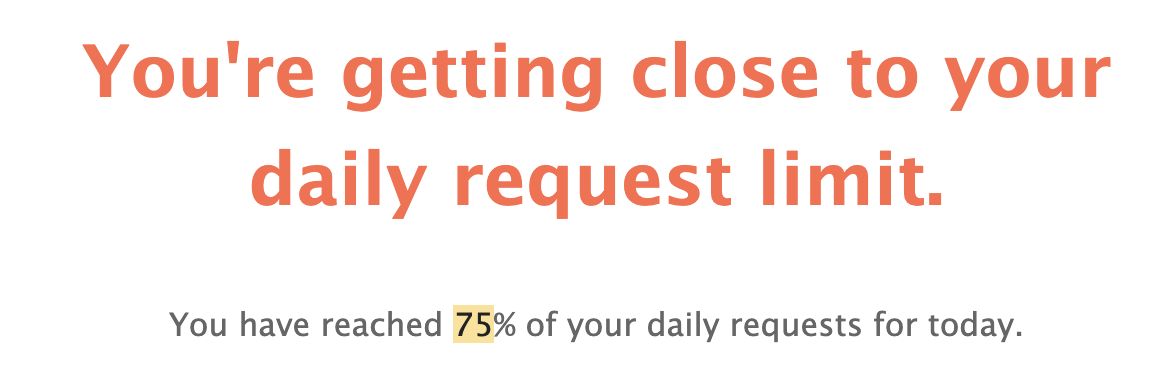 You're getting close to your
daily request limit.
You have reached 75% of your daily requests for today.